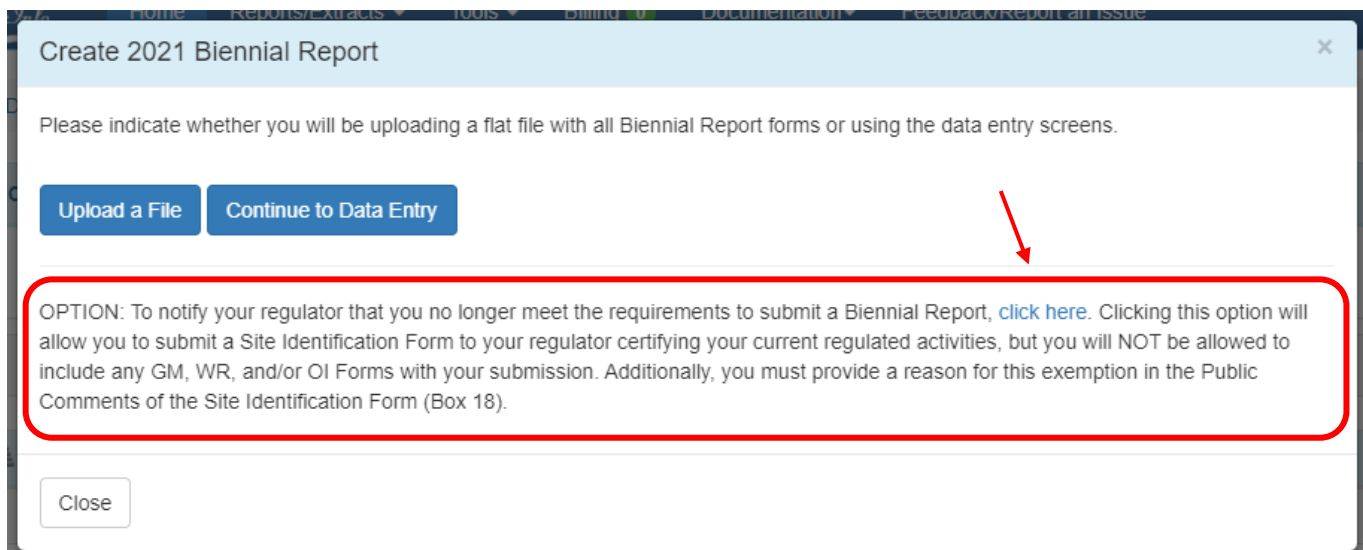 Home Reports/Extracts Tools Billing 0 Documentation Feedback/Report an Issue
Create 2021 Biennial Report ×
Please indicate whether you will be uploading a flat file with all Biennial Report forms or using the data entry screens.
Upload a File Continue to Data Entry
OPTION: To notify your regulator that you no longer meet the requirements to submit a Biennial Report, click here. Clicking this option will
allow you to submit a Site Identification Form to your regulator certifying your current regulated activities, but you will NOT be allowed to
include any GM, WR, and/or OI Forms with your submission. Additionally, you must provide a reason for this exemption in the Public
Comments of the Site Identification Form (Box 18).
Close